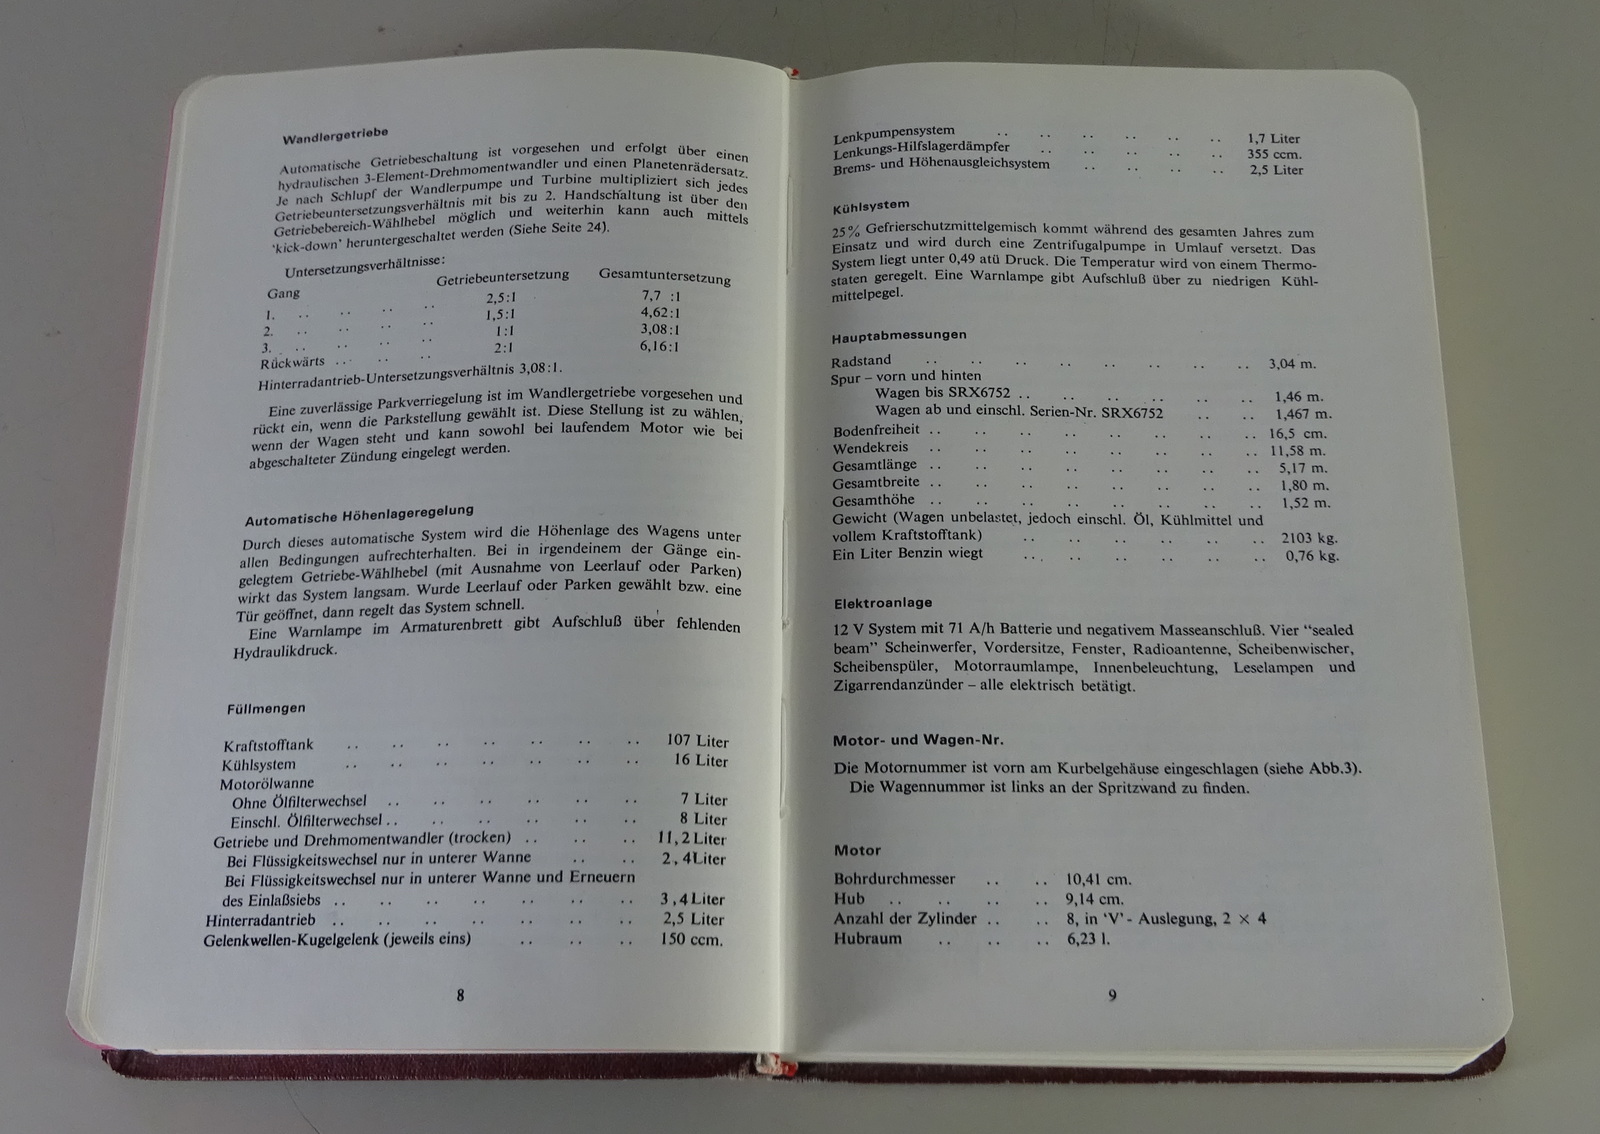 Wandlergetriebe
Automatische Getriebeschaltung ist vorgesehen und erfolgt über einen
hydraulischen 3-Element-Drehmomentwandler und einen Planetenrädersatz.
Je nach Schlupf der Wandlerpumpe und Turbine multipliziert sich jedes
Getriebeuntersetzungsverhältnis mit bis zu 2. Handschaltung ist über den
Getriebebereich-Wählhebel möglich und weiterhin kann auch mittels
'kick-down' heruntergeschaltet werden (Siehe Seite 24).
Untersetzungsverhältnisse:
Gang Getriebeuntersetzung Gesamtuntersetzung
1. .. .. .. .. 2,5:1 7,7 :1
2. .. .. .. .. 1,5:1 4,62:1
3. .. .. .. .. 1:1 3,08:1
Rückwärts .. .. .. 2:1 6,16:1
Hinterradantrieb-Untersetzungsverhältnis 3,08:1.
Eine zuverlässige Parkverriegelung ist im Wandlergetriebe vorgesehen und
rückt ein, wenn die Parkstellung gewählt ist. Diese Stellung ist zu wählen,
wenn der Wagen steht und kann sowohl bei laufendem Motor wie bei
abgeschalteter Zündung eingelegt werden.
Automatische Höhenlageregelung
Durch dieses automatische System wird die Höhenlage des Wagens unter
allen Bedingungen aufrechterhalten. Bei in irgendeinem der Gänge ein-
gelegtem Getriebe-Wählhebel (mit Ausnahme von Leerlauf oder Parken)
wirkt das System langsam. Wurde Leerlauf oder Parken gewählt bzw. eine
Tür geöffnet, dann regelt das System schnell.
Eine Warnlampe im Armaturenbrett gibt Aufschluß über fehlenden
Hydraulikdruck.
Füllmengen
Kraftstofftank .. .. .. .. .. .. .. 107 Liter
Kühlsystem .. .. .. .. .. .. .. 16 Liter
Motorölwanne
Ohne Ölfilterwechsel .. .. .. .. .. .. 7 Liter
Einschl. Ölfilterwechsel .. .. .. .. .. .. 8 Liter
Getriebe und Drehmomentwandler (trocken) .. .. .. 11,2 Liter
Bei Flüssigkeitswechsel nur in unterer Wanne .. .. 2,4 Liter
Bei Flüssigkeitswechsel nur in unterer Wanne und Erneuern
des Einlaßsiebs .. .. .. .. .. .. .. 3,4 Liter
Hinterradantrieb .. .. .. .. .. .. .. 2,5 Liter
Gelenkwellen-Kugelgelenk (jeweils eins) .. .. .. 150 ccm.
8
Lenkpumpensystem .. .. .. .. .. .. 1,7 Liter
Lenkungs-Hilfslagerdämpfer .. .. .. .. .. 355 ccm.
Brems- und Höhenausgleichsystem .. .. .. .. 2,5 Liter
Kühlsystem
25% Gefrierschutzmittelgemisch kommt während des gesamten Jahres zum
Einsatz und wird durch eine Zentrifugalpumpe in Umlauf versetzt. Das
System liegt unter 0,49 atü Druck. Die Temperatur wird von einem Thermo-
staten geregelt. Eine Warnlampe gibt Aufschluß über zu niedrigen Kühl-
mittelpegel.
Hauptabmessungen
Radstand .. .. .. .. .. .. .. .. 3,04 m.
Spur – vorn und hinten
Wagen bis SRX6752 .. .. .. .. .. .. 1,46 m.
Wagen ab und einschl. Serien-Nr. SRX6752 .. .. 1,467 m.
Bodenfreiheit .. .. .. .. .. .. .. .. 16,5 cm.
Wendekreis .. .. .. .. .. .. .. .. 11,58 m.
Gesamtlänge .. .. .. .. .. .. .. .. 5,17 m.
Gesamtbreite .. .. .. .. .. .. .. .. 1,80 m.
Gesamthöhe .. .. .. .. .. .. .. .. 1,52 m.
Gewicht (Wagen unbelastet, jedoch einschl. Öl, Kühlmittel und
vollem Kraftstofftank) .. .. .. .. .. .. 2103 kg.
Ein Liter Benzin wiegt .. .. .. .. .. .. 0,76 kg.
Elektroanlage
12 V System mit 71 A/h Batterie und negativem Masseanschluß. Vier “sealed
beam” Scheinwerfer, Vordersitze, Fenster, Radioantenne, Scheibenwischer,
Scheibenspüler, Motorraumlampe, Innenbeleuchtung, Leselampen und
Zigarrendanzünder – alle elektrisch betätigt.
Motor- und Wagen-Nr.
Die Motornummer ist vorn am Kurbelgehäuse eingeschlagen (siehe Abb.3).
Die Wagennummer ist links an der Spritzwand zu finden.
Motor
Bohrdurchmesser .. .. 10,41 cm.
Hub .. .. .. .. 9,14 cm.
Anzahl der Zylinder .. .. 8, in 'V'- Auslegung, 2 × 4
Hubraum .. .. .. 6,23 l.
9